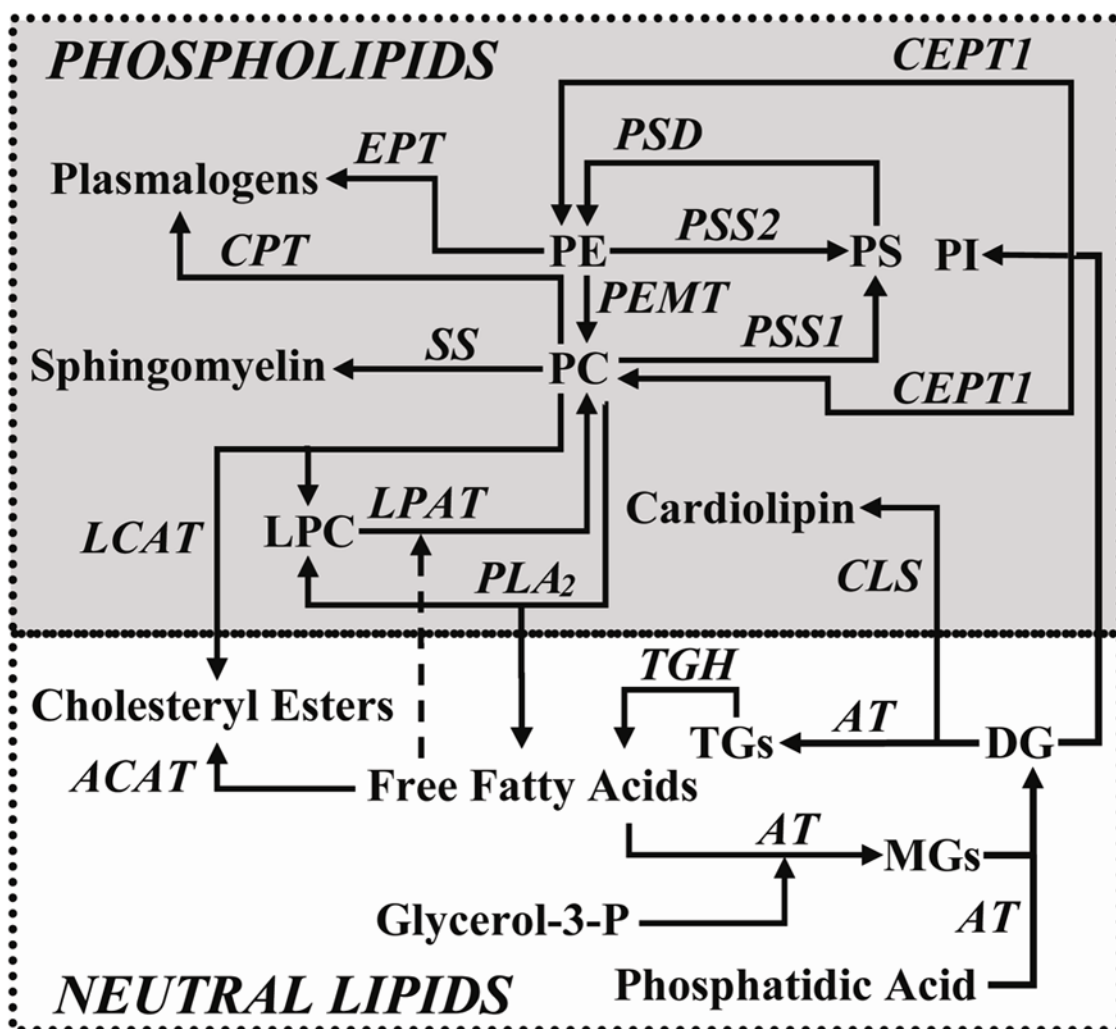 PHOSPHOLIPIDS
CEPT1
PSD
EPT
Plasmalogens
CPT
PE
PSS2
PS
PI
PEMT
PSS1
Sphingomyelin
SS
PC
CEPT1
LCAT
LPC
LPAT
Cardiolipin
PLA2
CLS
TGH
Cholesteryl Esters
AT
TGs
DG
ACAT
Free Fatty Acids
AT
MGs
Glycerol-3-P
AT
Phosphatidic Acid
NEUTRAL LIPIDS